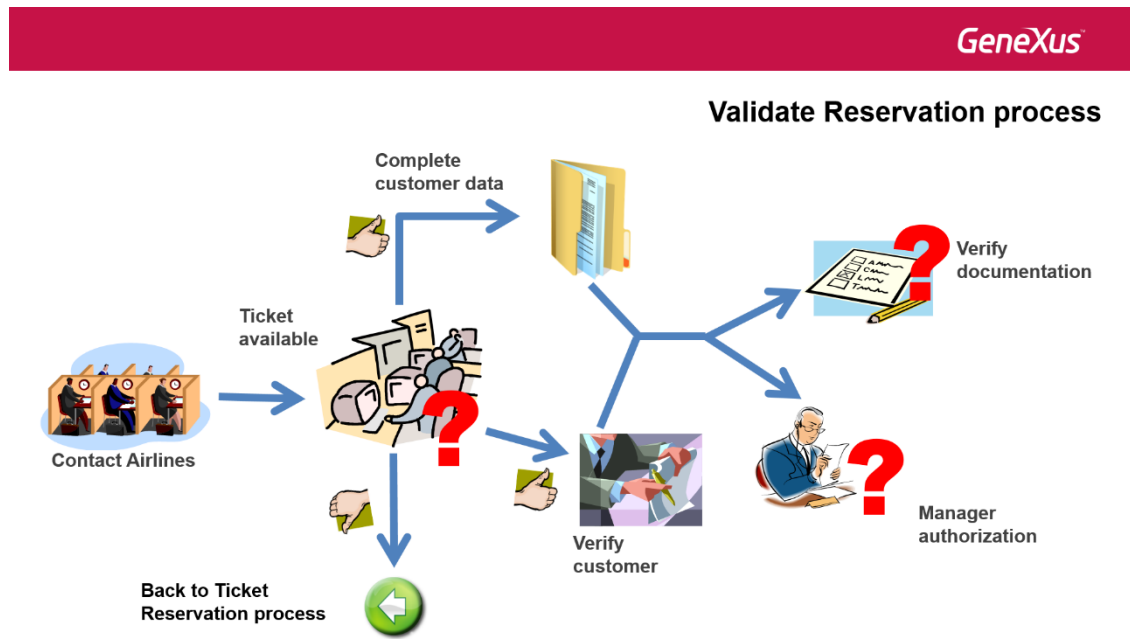 GeneXus™
Validate Reservation process
Complete
customer data
Verify
documentation
Ticket
available
Contact Airlines
Manager
authorization
Verify
customer
Back to Ticket
Reservation process